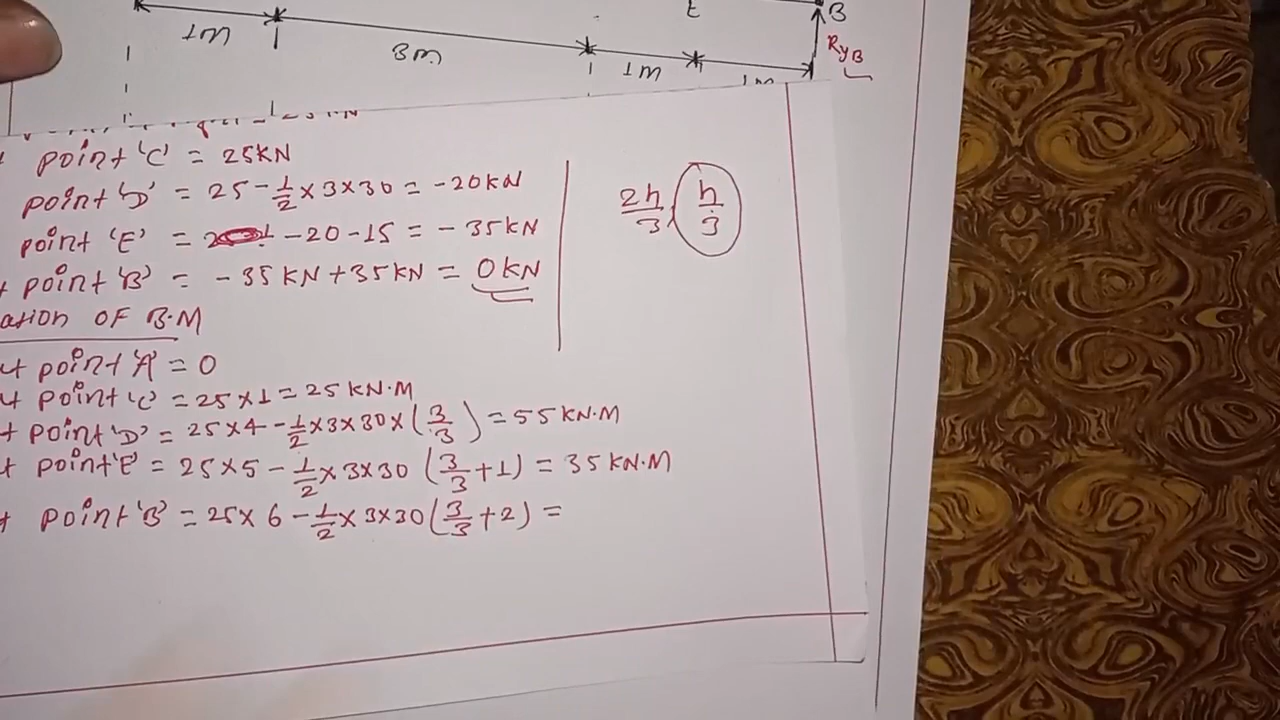 B
RyB
1M
3M
1M
1M
point 'C' = 25KN
point 'D' = 25 - 1/2 × 3 × 30 = -20KN
point 'E' = -20 - 15 = - 35KN
point 'B' = - 35KN + 35KN = 0KN
2h/3, h/3
ation OF B.M
point 'A' = 0
point 'C' = 25 × 1 = 25 KN.M
point 'D' = 25 × 4 - 1/2 × 3 × 30 × (3/3) = 55 KN.M
point 'E' = 25 × 5 - 1/2 × 3 × 30 (3/3 + 1) = 35 KN.M
point 'B' = 25 × 6 - 1/2 × 3 × 30 (3/3 + 2) =